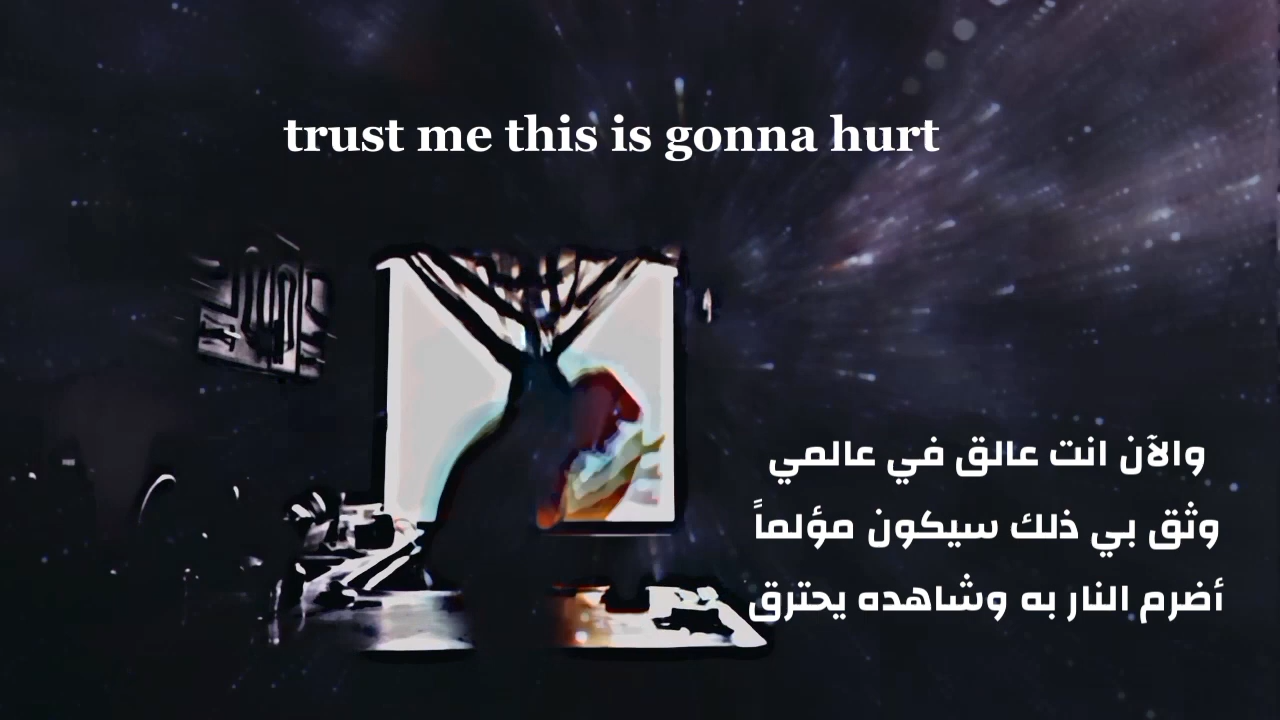 trust me this is gonna hurt
والآن انت عالق في عالمي
وثق بي ذلك سيكون مؤلماً
أضرم النار به وشاهده يحترق